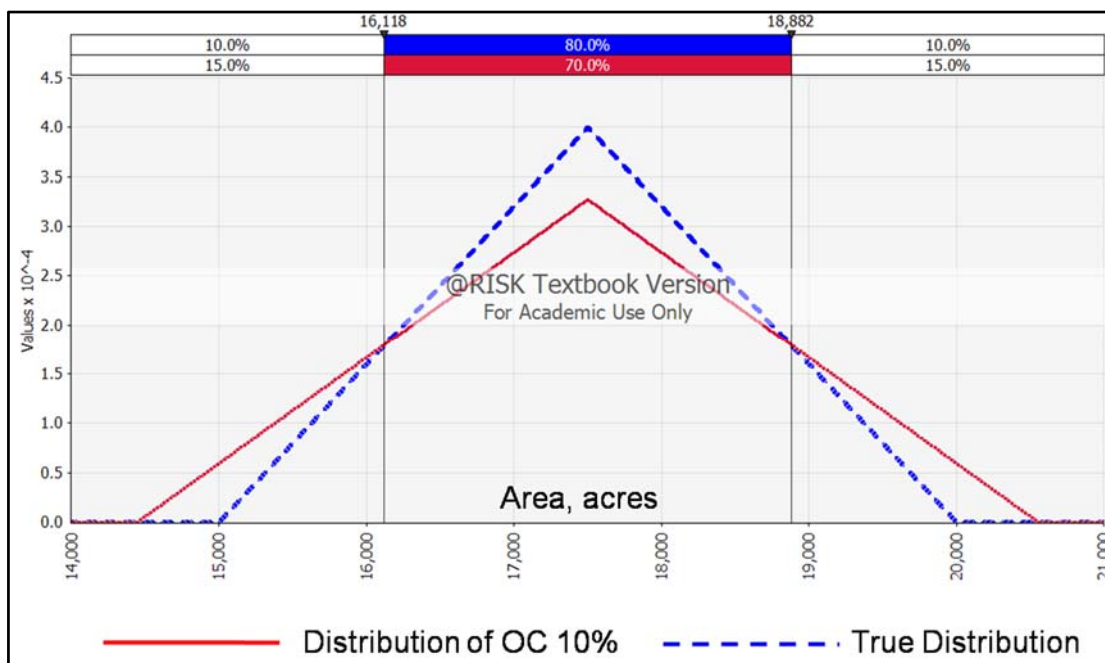 16,118 18,882
10.0% 80.0% 10.0%
15.0% 70.0% 15.0%
4.5
4.0
3.5
3.0
2.5
2.0
1.5
1.0
0.5
0.0
Values x 10^-4
@RISK Textbook Version
For Academic Use Only
Area, acres
14,000 15,000 16,000 17,000 18,000 19,000 20,000 21,000
Distribution of OC 10% True Distribution